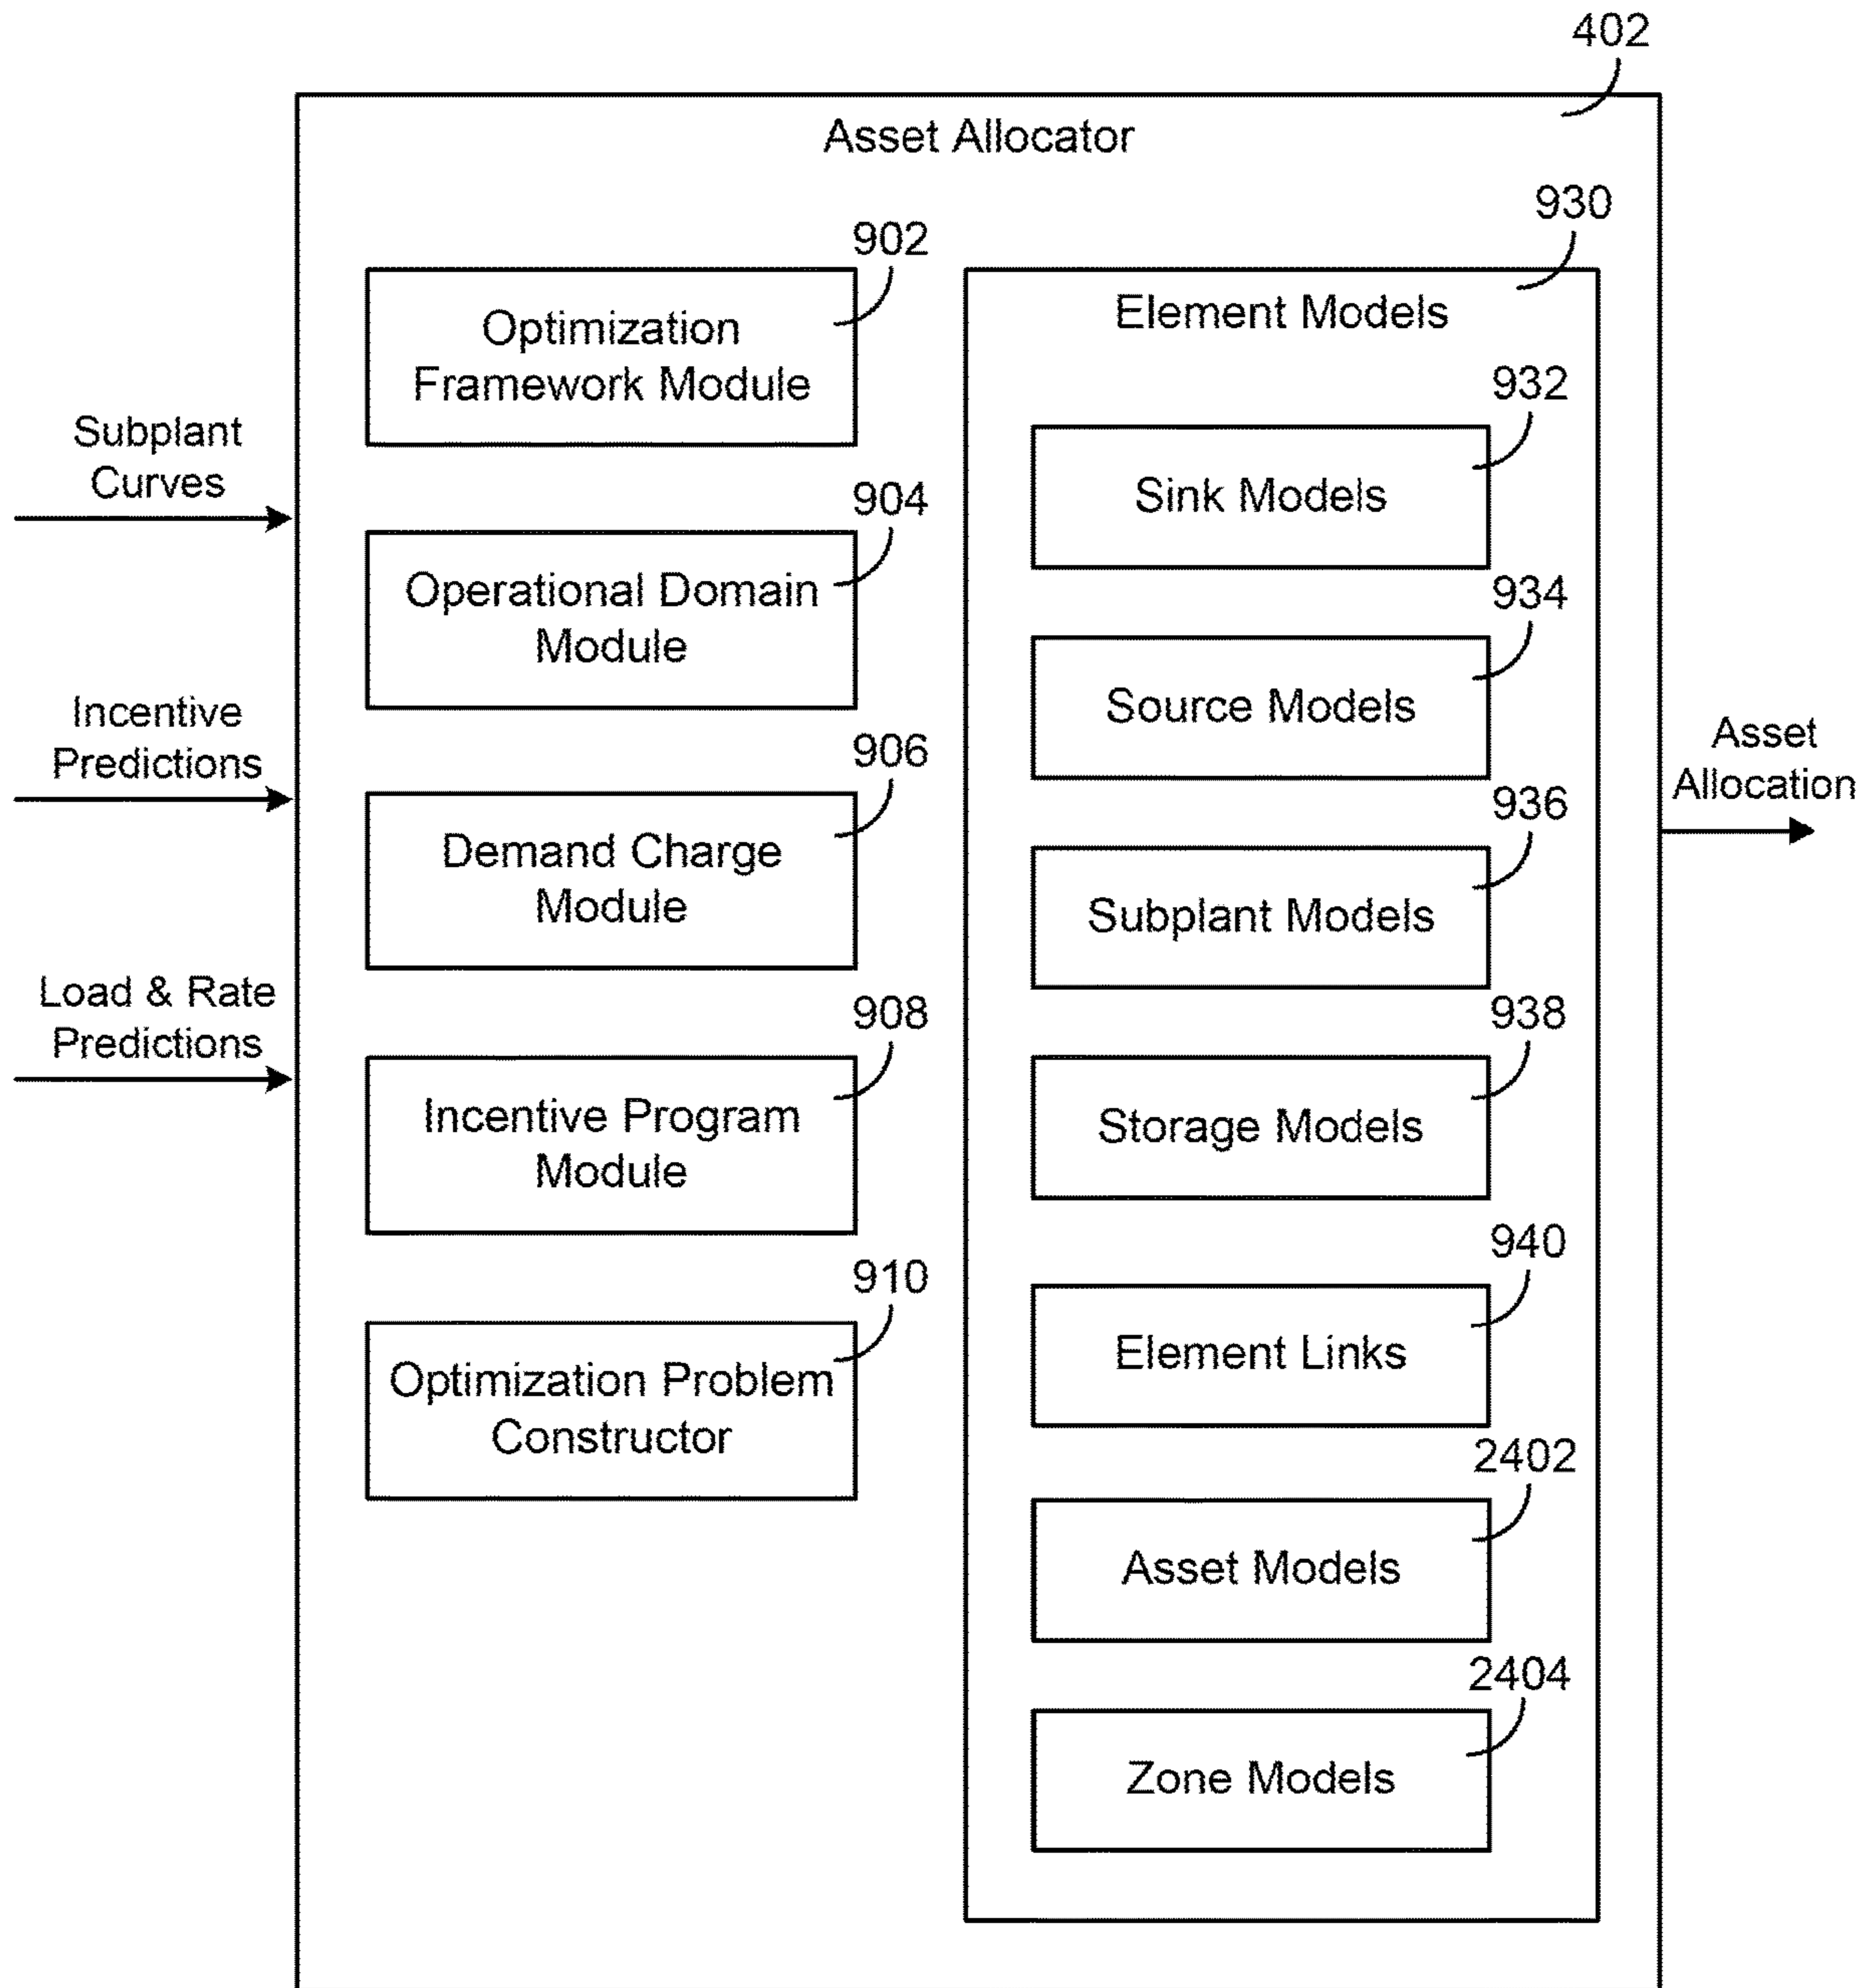 402
Asset Allocator
902
Optimization
Framework Module
904
Operational Domain
Module
906
Demand Charge
Module
908
Incentive Program
Module
910
Optimization Problem
Constructor
930
Element Models
932
Sink Models
934
Source Models
936
Subplant Models
938
Storage Models
940
Element Links
2402
Asset Models
2404
Zone Models
Subplant
Curves
Incentive
Predictions
Load & Rate
Predictions
Asset
Allocation